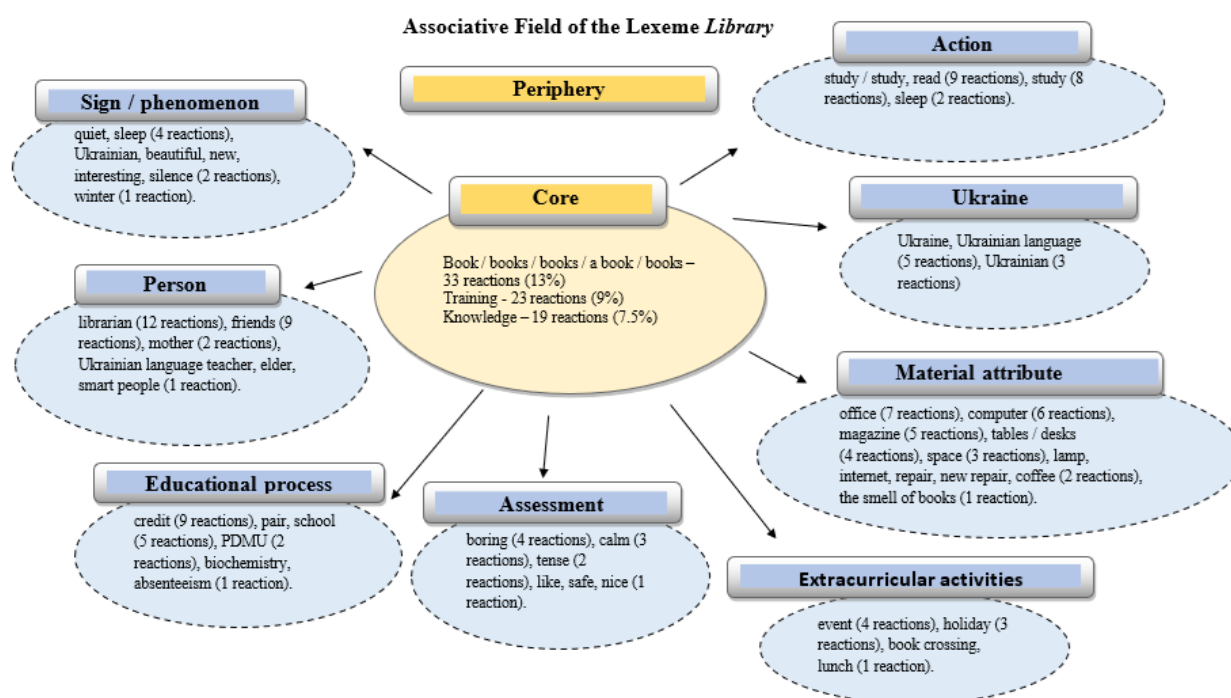 Associative Field of the Lexeme Library
Periphery
Action
study / study, read (9 reactions), study (8
reactions), sleep (2 reactions).
Sign / phenomenon
quiet, sleep (4 reactions),
Ukrainian, beautiful, new,
interesting, silence (2 reactions),
winter (1 reaction).
Core
Book / books / books / a book / books –
33 reactions (13%)
Training - 23 reactions (9%)
Knowledge – 19 reactions (7.5%)
Ukraine
Ukraine, Ukrainian language
(5 reactions), Ukrainian (3
reactions)
Person
librarian (12 reactions), friends (9
reactions), mother (2 reactions),
Ukrainian language teacher, elder,
smart people (1 reaction).
Material attribute
office (7 reactions), computer (6 reactions),
magazine (5 reactions), tables / desks
(4 reactions), space (3 reactions), lamp,
internet, repair, new repair, coffee (2 reactions),
the smell of books (1 reaction).
Educational process
credit (9 reactions), pair, school
(5 reactions), PDMU (2
reactions), biochemistry,
absenteeism (1 reaction).
Assessment
boring (4 reactions), calm (3
reactions), tense (2
reactions), like, safe, nice (1
reaction).
Extracurricular activities
event (4 reactions), holiday (3
reactions), book crossing,
lunch (1 reaction).